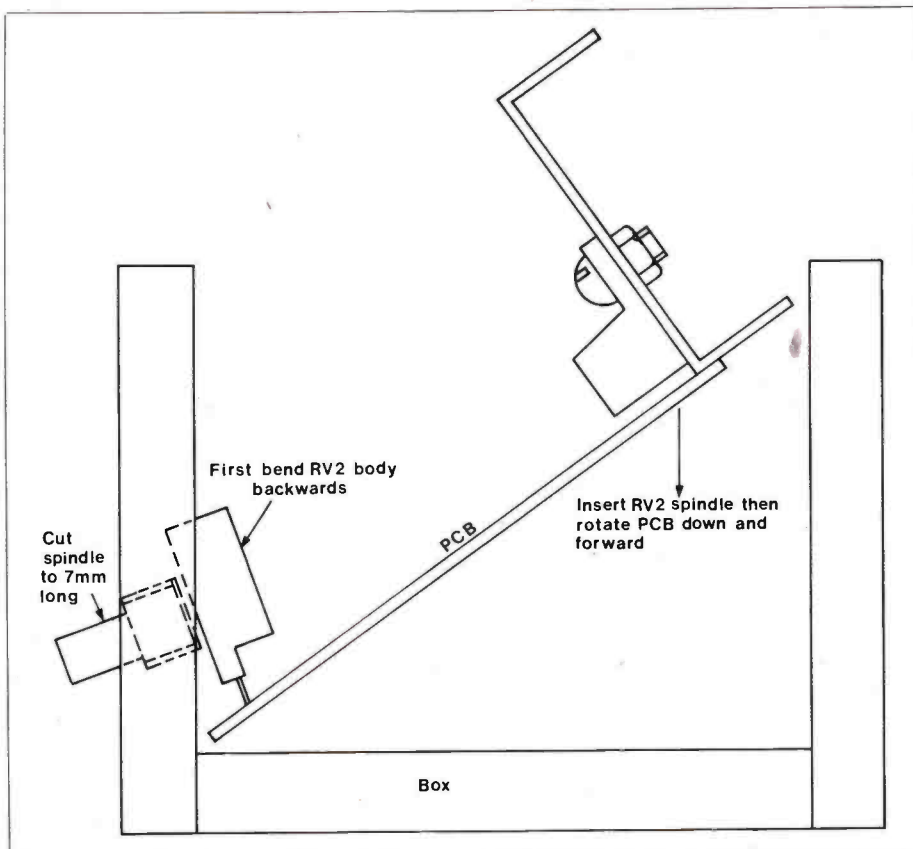 First bend RV2 body
backwards
Cut
spindle
to 7mm
long
PCB
Insert RV2 spindle then
rotate PCB down and
forward
Box